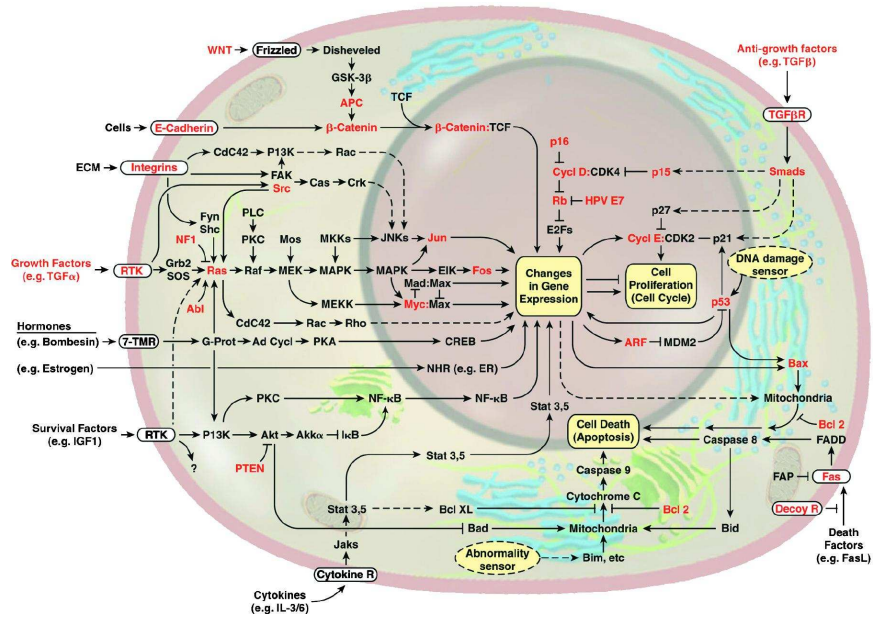 WNT Frizzled Disheveled
GSK-3β
APC
TCF
Cells E-Cadherin β-Catenin β-Catenin:TCF
Anti-growth factors
(e.g. TGFβ)
TGFβR
CdC42 P13K Rac
ECM Integrins
FAK
Src Cas Crk
p16
Cycl D:CDK4 p15 Smads
Rb HPV E7
E2Fs
p27
Cycl E:CDK2 p21
Fyn
Shc
PLC
NF1
PKC Mos MKKs JNKs Jun
Growth Factors
(e.g. TGFα)
RTK Grb2
SOS
Ras Raf MEK MAPK MAPK EIK Fos
Mad:Max
Abl MEKK Myc:Max
CdC42 Rac Rho
Changes
in Gene
Expression
Cell
Proliferation
(Cell Cycle)
DNA damage
sensor
p53
ARF MDM2
Bax
Hormones
(e.g. Bombesin) 7-TMR G-Prot Ad Cycl PKA CREB
(e.g. Estrogen) NHR (e.g. ER)
PKC NF-κB NF-κB
Stat 3,5
Mitochondria
Survival Factors
(e.g. IGF1)
RTK P13K Akt Akkα IκB
?
PTEN
Stat 3,5
Cell Death
(Apoptosis)
Bcl 2
Caspase 8 FADD
Caspase 9
FAP Fas
Cytochrome C
Stat 3,5 Bcl XL Bcl 2 Decoy R
Bad Mitochondria Bid
Death
Factors
(e.g. FasL)
Jaks
Abnormality
sensor
Bim, etc
Cytokine R
Cytokines
(e.g. IL-3/6)